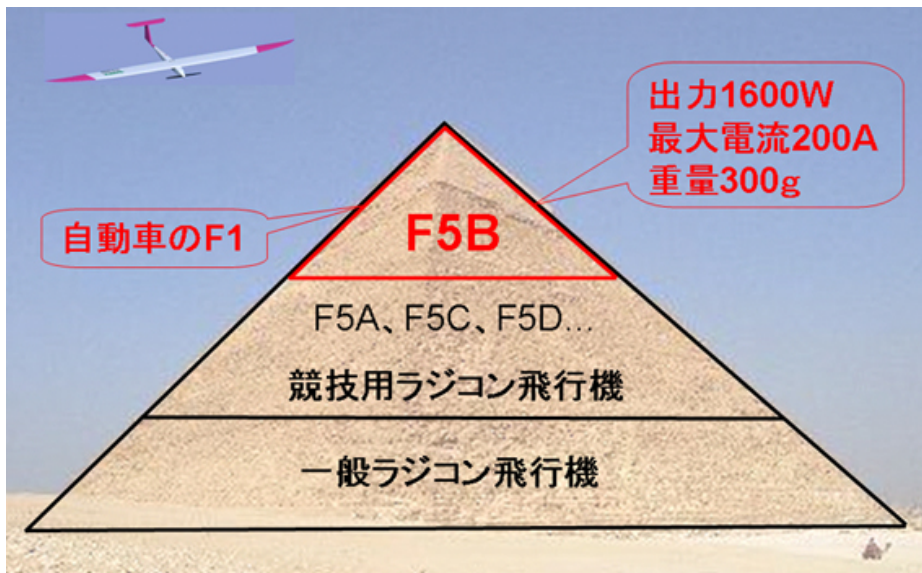 出力1600W
最大電流200A
重量300g
自動車のF1
F5B
F5A、F5C、F5D...
競技用ラジコン飛行機
一般ラジコン飛行機